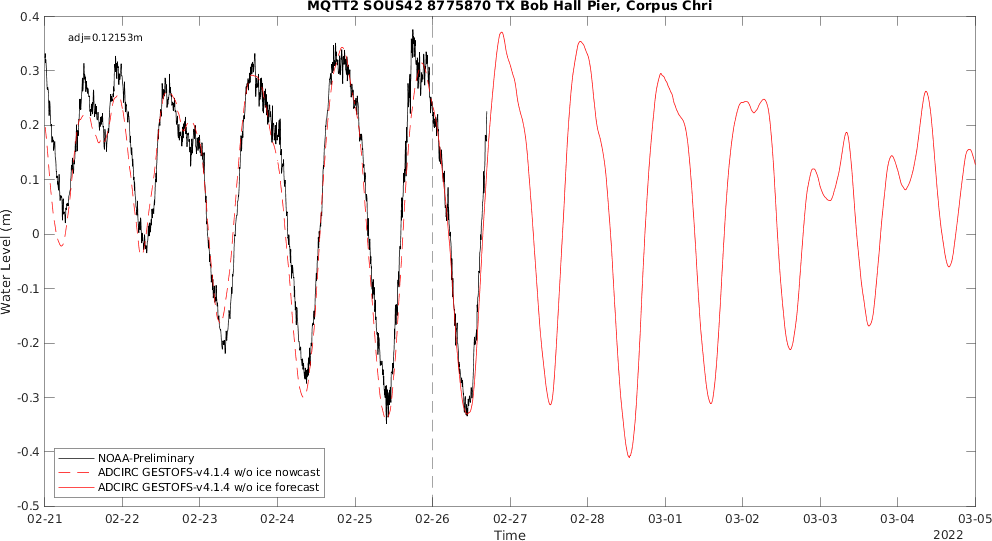 MQTT2 SOUS42 8775870 TX Bob Hall Pier, Corpus Chri
adj=0.12153m
0.4
0.3
0.2
0.1
0
-0.1
-0.2
-0.3
-0.4
-0.5
Water Level (m)
NOAA-Preliminary
ADCIRC GESTOFS-v4.1.4 w/o ice nowcast
ADCIRC GESTOFS-v4.1.4 w/o ice forecast
02-21 02-22 02-23 02-24 02-25 02-26 02-27 02-28 03-01 03-02 03-03 03-04 03-05
Time
2022